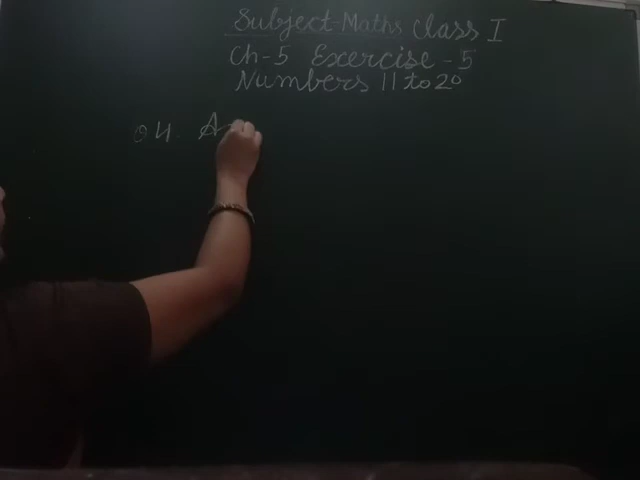 Subject-Maths Class I
Ch-5 Exercise-5
Numbers 11 to 20
Q4. A